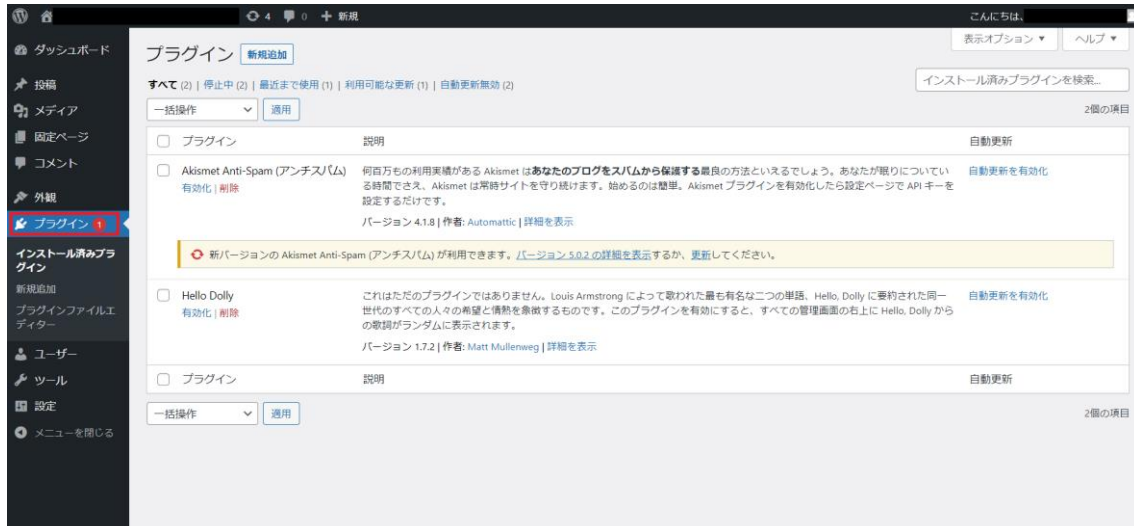 4 0 + 新規 こんにちは、
ダッシュボード
投稿
メディア
固定ページ
コメント
外観
プラグイン 1
インストール済みプラ
グイン
新規追加
プラグインファイルエ
ディター
ユーザー
ツール
設定
メニューを閉じる
表示オプション ▼ ヘルプ ▼
プラグイン 新規追加
すべて (2) | 停止中 (2) | 最近まで使用 (1) | 利用可能な更新 (1) | 自動更新無効 (2)
インストール済みプラグインを検索...
一括操作 適用 2個の項目
プラグイン 説明 自動更新
Akismet Anti-Spam (アンチスパム)
有効化 | 削除
何百万もの利用実績がある Akismet はあなたのブログをスパムから保護する最良の方法といえるでしょう。あなたが眠りについてい
る時間でさえ、Akismet は常時サイトを守り続けます。始めるのは簡単。Akismet プラグインを有効化したら設定ページで API キーを
設定するだけです。
バージョン 4.1.8 | 作者: Automattic | 詳細を表示
自動更新を有効化
新バージョンの Akismet Anti-Spam (アンチスパム) が利用できます。バージョン 5.0.2 の詳細を表示するか、更新してください。
Hello Dolly
有効化 | 削除
これはただのプラグインではありません。Louis Armstrong によって歌われた最も有名な二つの単語、Hello, Dolly に要約された同一
世代のすべての人々の希望と情熱を象徴するものです。このプラグインを有効にすると、すべての管理画面の右上に Hello, Dolly から
の歌詞がランダムに表示されます。
バージョン 1.7.2 | 作者: Matt Mullenweg | 詳細を表示
自動更新を有効化
プラグイン 説明 自動更新
一括操作 適用 2個の項目